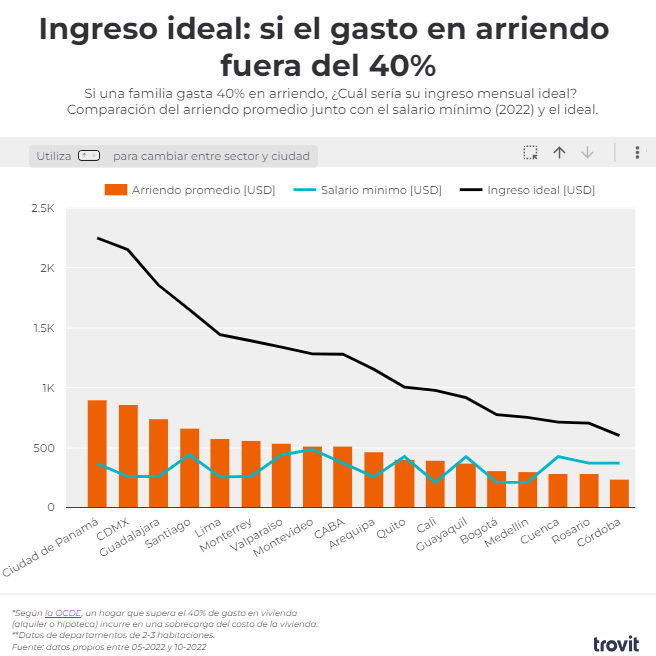 Ingreso ideal: si el gasto en arriendo
fuera del 40%
Si una familia gasta 40% en arriendo, ¿Cuál sería su ingreso mensual ideal?
Comparación del arriendo promedio junto con el salario mínimo (2022) y el ideal.
Utiliza para cambiar entre sector y ciudad
Arriendo promedio [USD] Salario mínimo [USD] Ingreso ideal [USD]
2.5K
2K
1.5K
1K
500
0
Ciudad de Panamá
CDMX
Guadalajara
Santiago
Lima
Monterrey
Valparaíso
Montevideo
CABA
Arequipa
Quito
Cali
Guayaquil
Bogotá
Medellín
Cuenca
Rosario
Córdoba
*Según la OCDE, un hogar que supera el 40% de gasto en vivienda
(alquiler o hipoteca) incurre en una sobrecarga del costo de la vivienda.
**Datos de departamentos de 2-3 habitaciones.
Fuente: datos propios entre 05-2022 y 10-2022
trovit